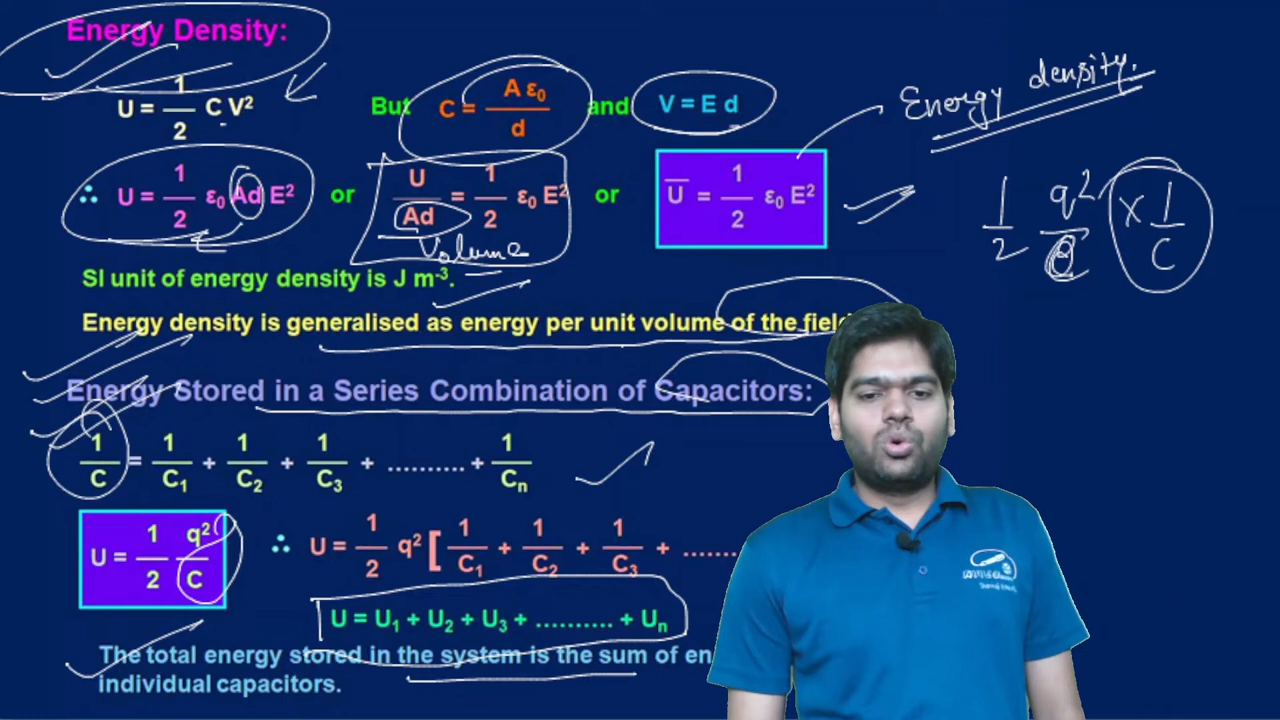 Energy Density:
U = 1/2 C V² But C = A ε₀/d and V = E d
∴ U = 1/2 ε₀ Ad E² or U/Ad = 1/2 ε₀ E² or U̅ = 1/2 ε₀ E²
Volume
Energy density.
1/2 q²/C × 1/C
SI unit of energy density is J m⁻³.
Energy density is generalised as energy per unit volume of the field
Energy Stored in a Series Combination of Capacitors:
1/C = 1/C₁ + 1/C₂ + 1/C₃ + .......... + 1/Cₙ
U = 1/2 q²/C ∴ U = 1/2 q² [ 1/C₁ + 1/C₂ + 1/C₃ + .......
U = U₁ + U₂ + U₃ + .......... + Uₙ
The total energy stored in the system is the sum of en
individual capacitors.